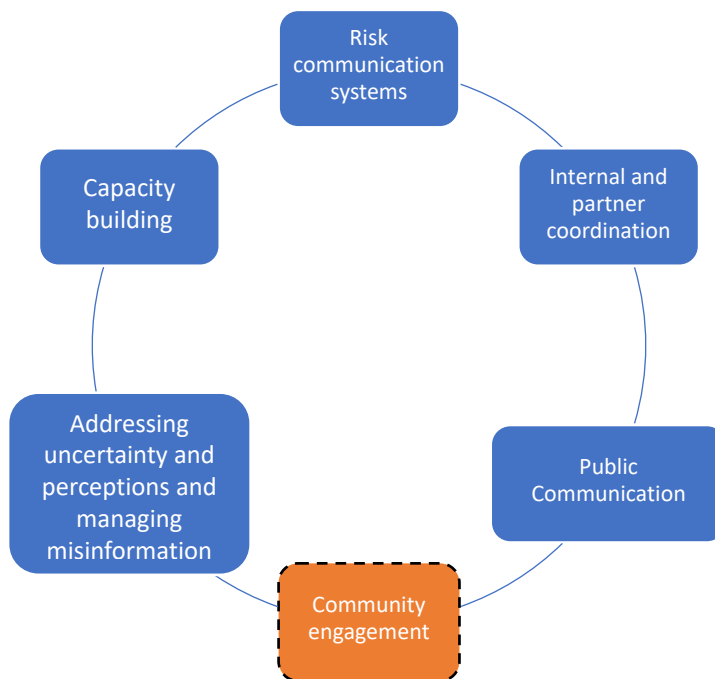 Risk
communication
systems
Internal and
partner
coordination
Public
Communication
Community
engagement
Addressing
uncertainty and
perceptions and
managing
misinformation
Capacity
building